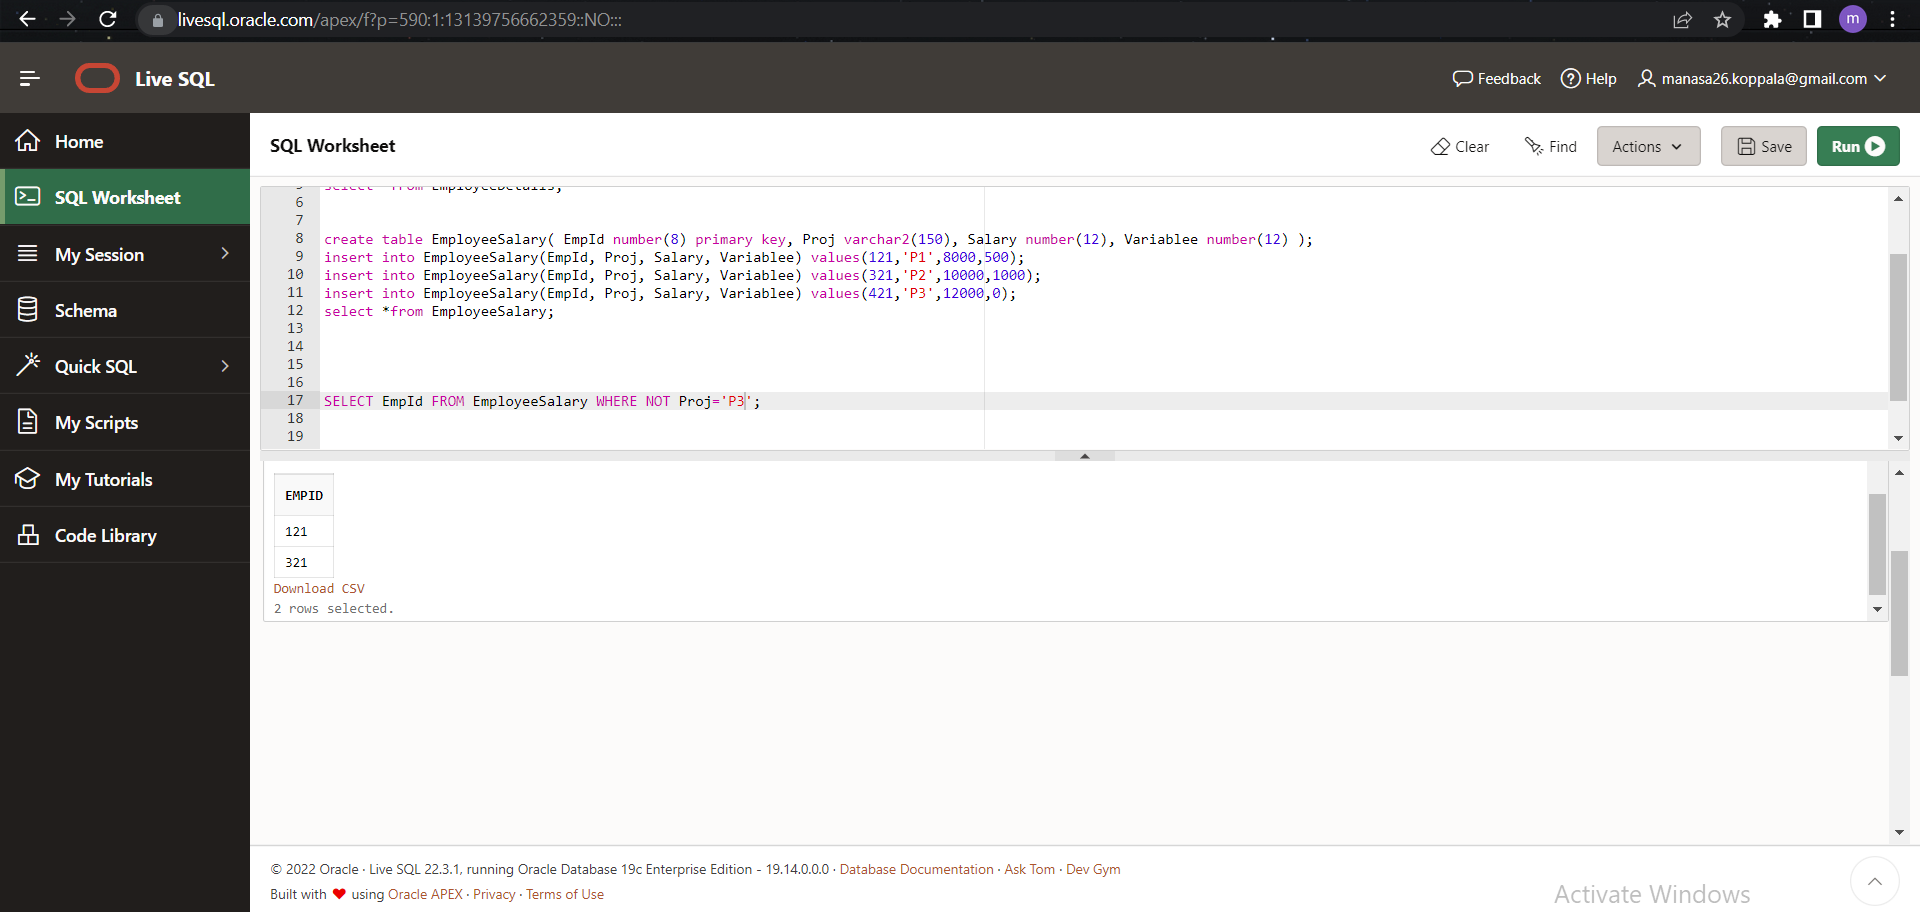 livesql.oracle.com/apex/f?p=590:1:13139756662359::NO:::
m
Live SQL
Feedback
Help
manasa26.koppala@gmail.com
Home
SQL Worksheet
My Session
Schema
Quick SQL
My Scripts
My Tutorials
Code Library
SQL Worksheet
Clear
Find
Actions
Save
Run
5 select *from EmployeeDetails;
6
7
8 create table EmployeeSalary( EmpId number(8) primary key, Proj varchar2(150), Salary number(12), Variablee number(12) );
9 insert into EmployeeSalary(EmpId, Proj, Salary, Variablee) values(121,'P1',8000,500);
10 insert into EmployeeSalary(EmpId, Proj, Salary, Variablee) values(321,'P2',10000,1000);
11 insert into EmployeeSalary(EmpId, Proj, Salary, Variablee) values(421,'P3',12000,0);
12 select *from EmployeeSalary;
13
14
15
16
17 SELECT EmpId FROM EmployeeSalary WHERE NOT Proj='P3';
18
19
EMPID
121
321
Download CSV
2 rows selected.
© 2022 Oracle · Live SQL 22.3.1, running Oracle Database 19c Enterprise Edition - 19.14.0.0.0 · Database Documentation · Ask Tom · Dev Gym
Built with ❤ using Oracle APEX · Privacy · Terms of Use
Activate Windows